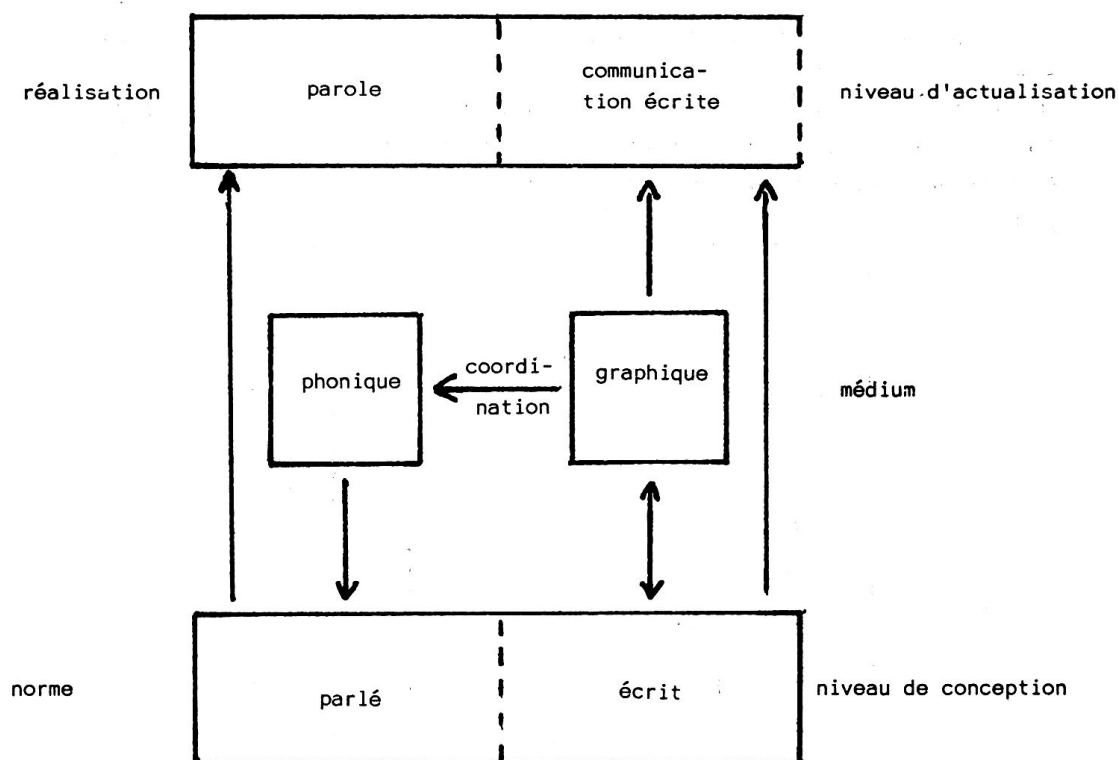 réalisation
parole
communica-
tion écrite
niveau d'actualisation
phonique
coordi-
nation
graphique
médium
norme
parlé
écrit
niveau de conception